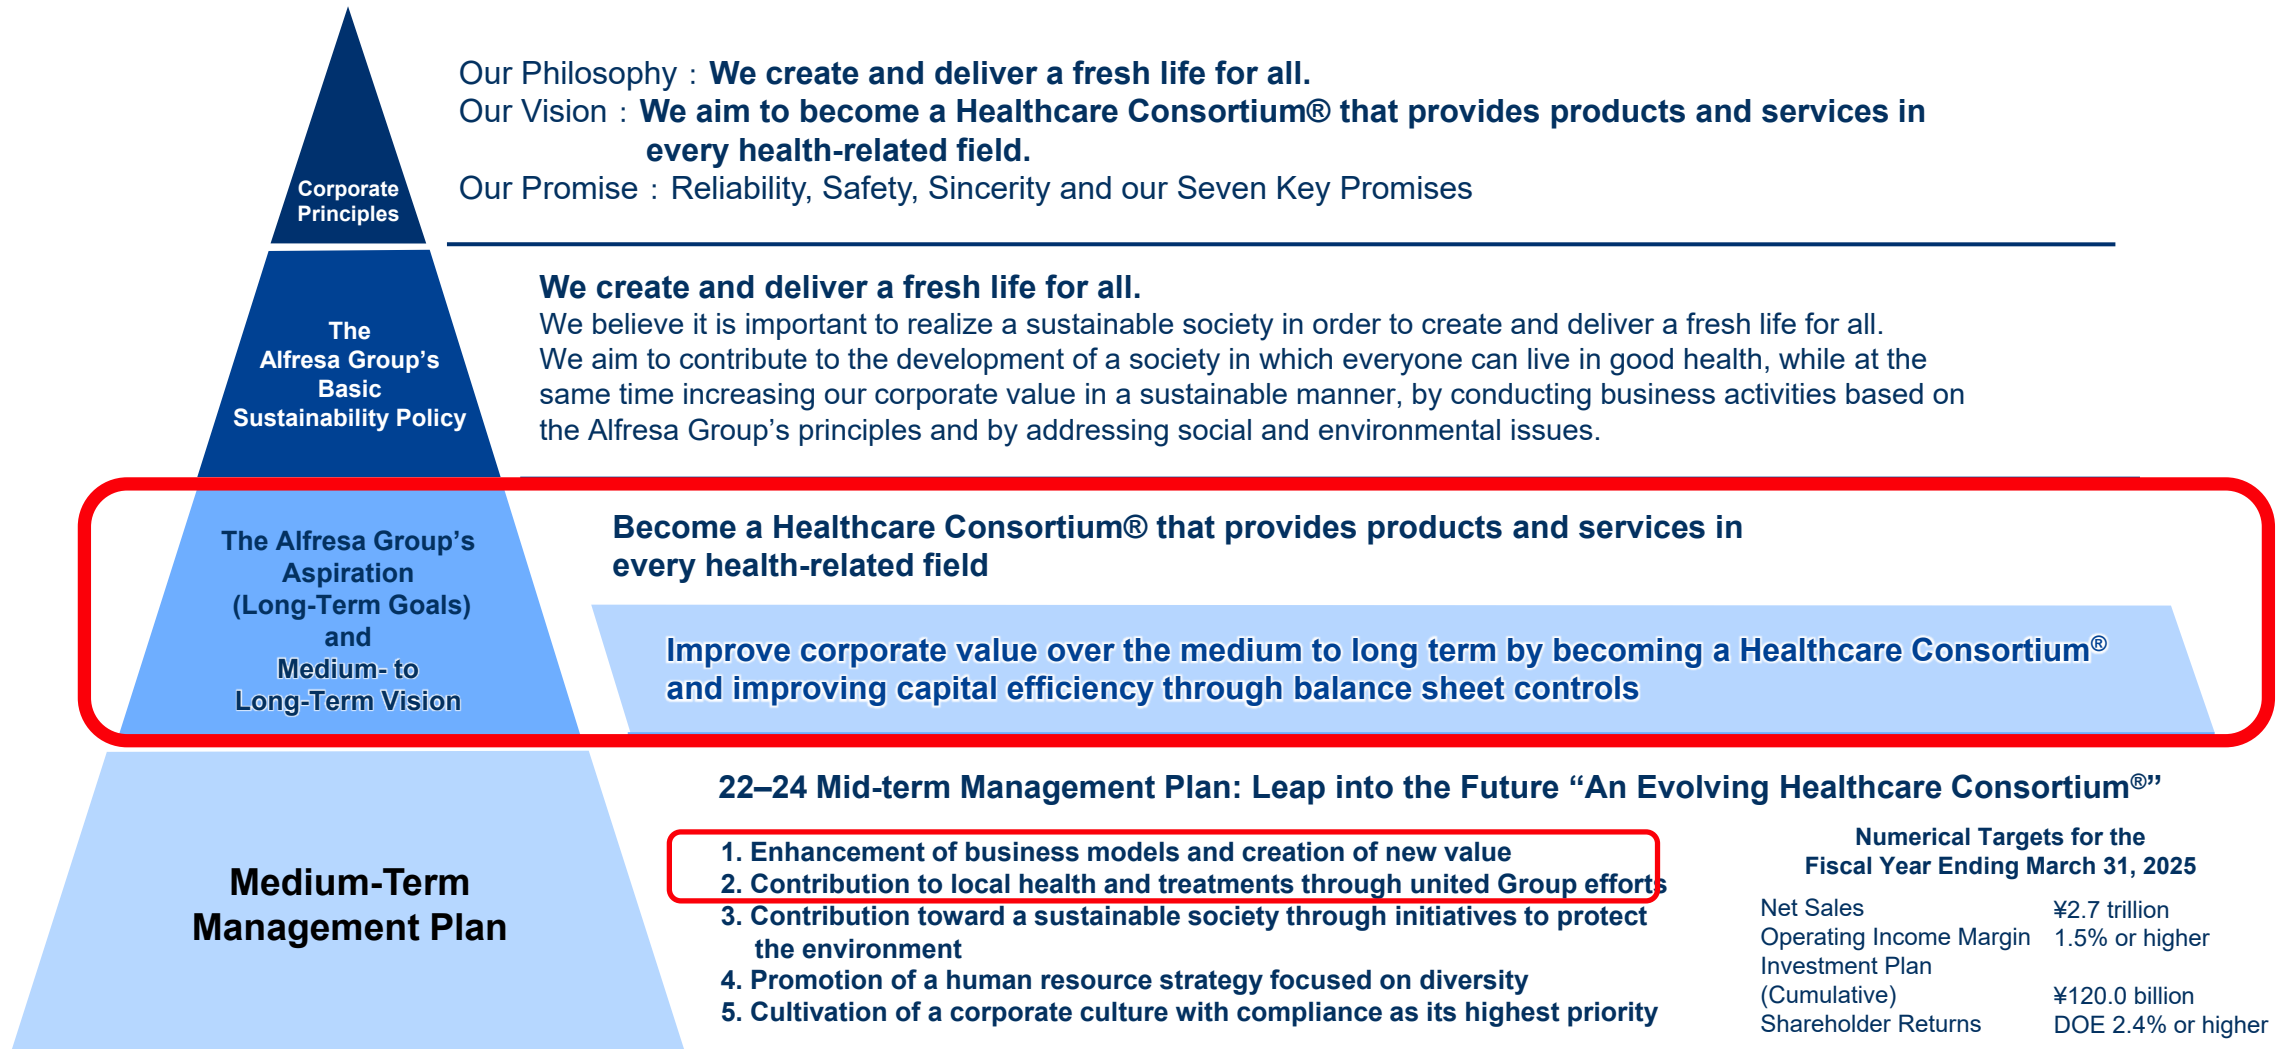 Our Philosophy : We create and deliver a fresh life for all.
Our Vision : We aim to become a Healthcare Consortium® that provides products and services in
every health-related field.
Our Promise : Reliability, Safety, Sincerity and our Seven Key Promises
Corporate
Principles
We create and deliver a fresh life for all.
We believe it is important to realize a sustainable society in order to create and deliver a fresh life for all.
We aim to contribute to the development of a society in which everyone can live in good health, while at the
same time increasing our corporate value in a sustainable manner, by conducting business activities based on
the Alfresa Group’s principles and by addressing social and environmental issues.
The
Alfresa Group’s
Basic
Sustainability Policy
The Alfresa Group’s
Aspiration
(Long-Term Goals)
and
Medium- to
Long-Term Vision
Become a Healthcare Consortium® that provides products and services in
every health-related field
Improve corporate value over the medium to long term by becoming a Healthcare Consortium®
and improving capital efficiency through balance sheet controls
Medium-Term
Management Plan
22–24 Mid-term Management Plan: Leap into the Future “An Evolving Healthcare Consortium®”
1. Enhancement of business models and creation of new value
2. Contribution to local health and treatments through united Group efforts
3. Contribution toward a sustainable society through initiatives to protect
the environment
4. Promotion of a human resource strategy focused on diversity
5. Cultivation of a corporate culture with compliance as its highest priority
Numerical Targets for the
Fiscal Year Ending March 31, 2025
Net Sales ¥2.7 trillion
Operating Income Margin 1.5% or higher
Investment Plan
(Cumulative) ¥120.0 billion
Shareholder Returns DOE 2.4% or higher